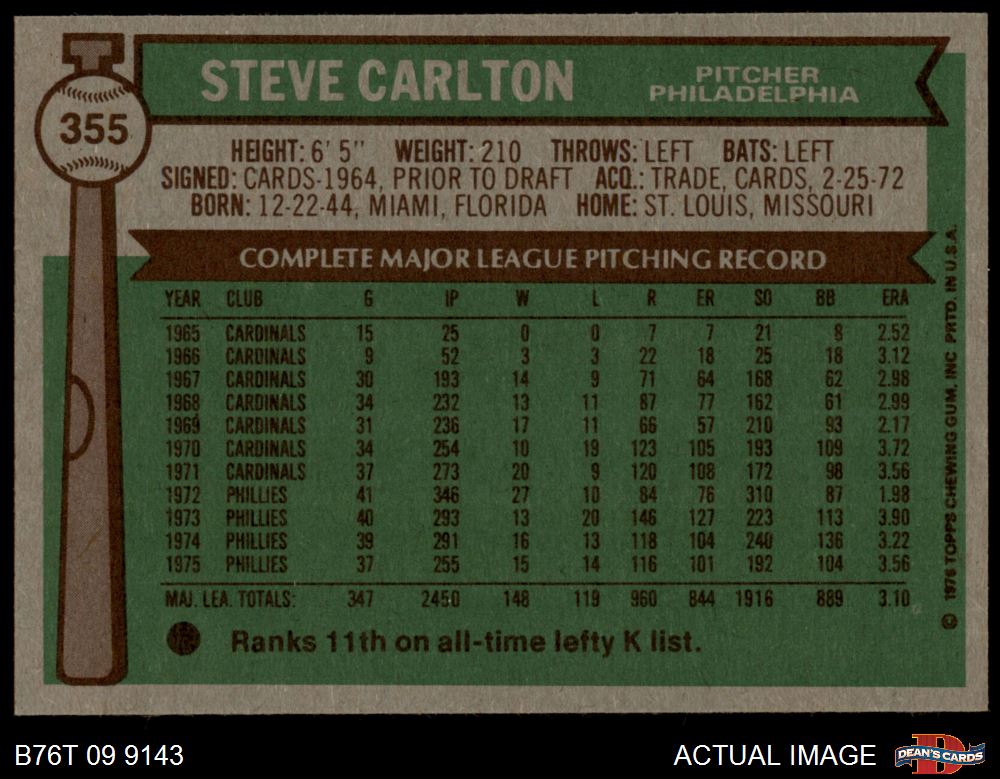 355
STEVE CARLTON
PITCHER
PHILADELPHIA
HEIGHT: 6' 5" WEIGHT: 210 THROWS: LEFT BATS: LEFT
SIGNED: CARDS-1964, PRIOR TO DRAFT ACQ.: TRADE, CARDS, 2-25-72
BORN: 12-22-44, MIAMI, FLORIDA HOME: ST. LOUIS, MISSOURI
COMPLETE MAJOR LEAGUE PITCHING RECORD
YEAR CLUB G IP W L R ER SO BB ERA
1965 CARDINALS 15 25 0 0 7 7 21 8 2.52
1966 CARDINALS 9 52 3 3 22 18 25 18 3.12
1967 CARDINALS 30 193 14 9 71 64 168 62 2.98
1968 CARDINALS 34 232 13 11 87 77 162 61 2.99
1969 CARDINALS 31 236 17 11 66 57 210 93 2.17
1970 CARDINALS 34 254 10 19 123 105 193 109 3.72
1971 CARDINALS 37 273 20 9 120 108 172 98 3.56
1972 PHILLIES 41 346 27 10 84 76 310 87 1.98
1973 PHILLIES 40 293 13 20 146 127 223 113 3.90
1974 PHILLIES 39 291 16 13 118 104 240 136 3.22
1975 PHILLIES 37 255 15 14 116 101 192 104 3.56
MAJ. LEA. TOTALS: 347 2450 148 119 960 844 1916 889 3.10
Ranks 11th on all-time lefty K list.
© 1976 TOPPS CHEWING GUM, INC PRTD. IN U.S.A.
B76T 09 9143
ACTUAL IMAGE
DEAN'S CARDS